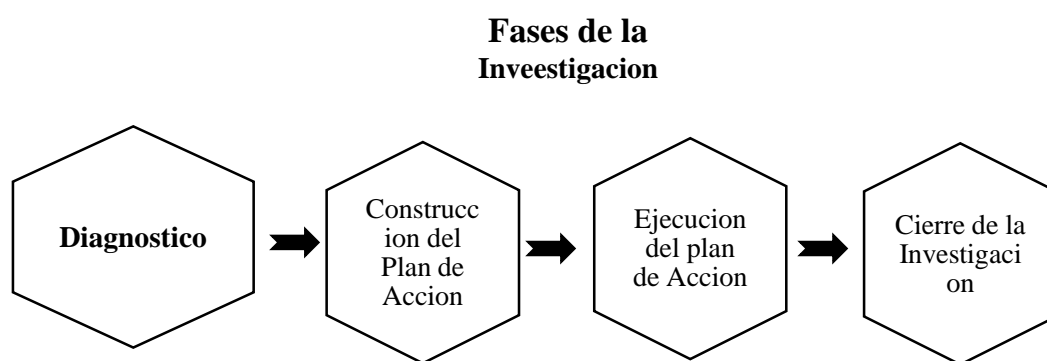 Fases de la
Inveestigacion
Diagnostico
Construcc
ion del
Plan de
Accion
Ejecucion
del plan
de Accion
Cierre de la
Investigaci
on